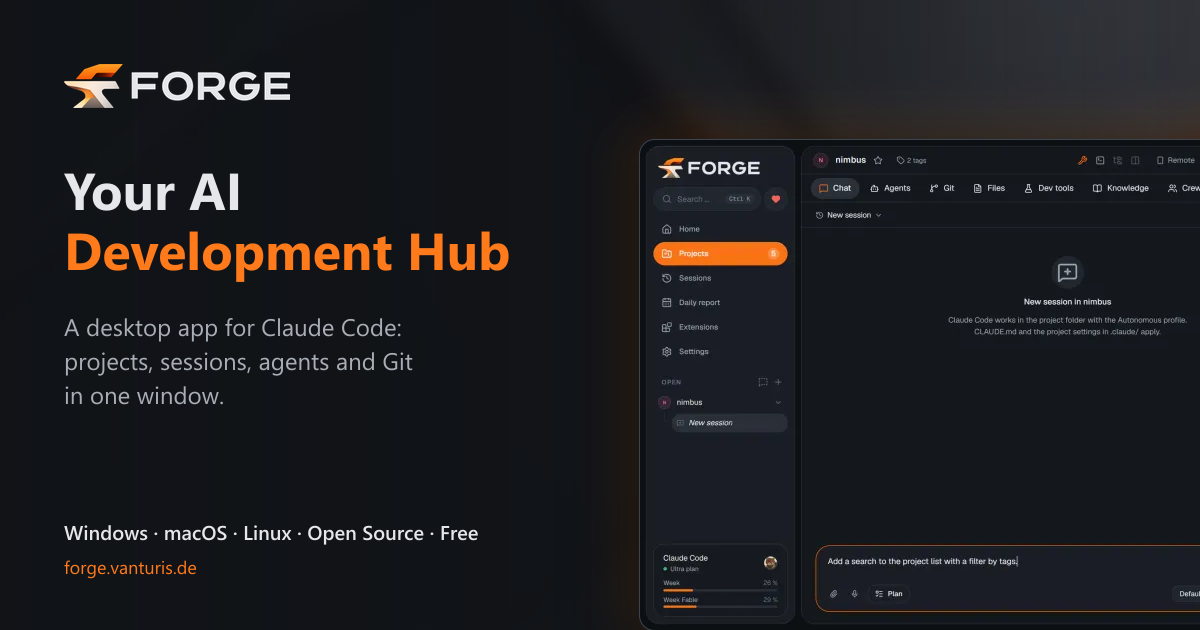 FORGE
Your AI
Development Hub
A desktop app for Claude Code:
projects, sessions, agents and Git
in one window.
Windows · macOS · Linux · Open Source · Free
forge.vanturis.de
FORGE
Search ...
Ctrl K
Home
Projects
5
Sessions
Daily report
Extensions
Settings
OPEN
N
nimbus
New session
Claude Code
Ultra plan
Week
Week Fable
29 %
N
nimbus
2 tags
Remote
Chat
Agents
Git
Files
Dev tools
Knowledge
Crew
New session
New session in nimbus
Claude Code works in the project folder with the Autonomous profile.
CLAUDE.md and the project settings in .claude/ apply.
Add a search to the project list with a filter by tags.
Plan
Defaul